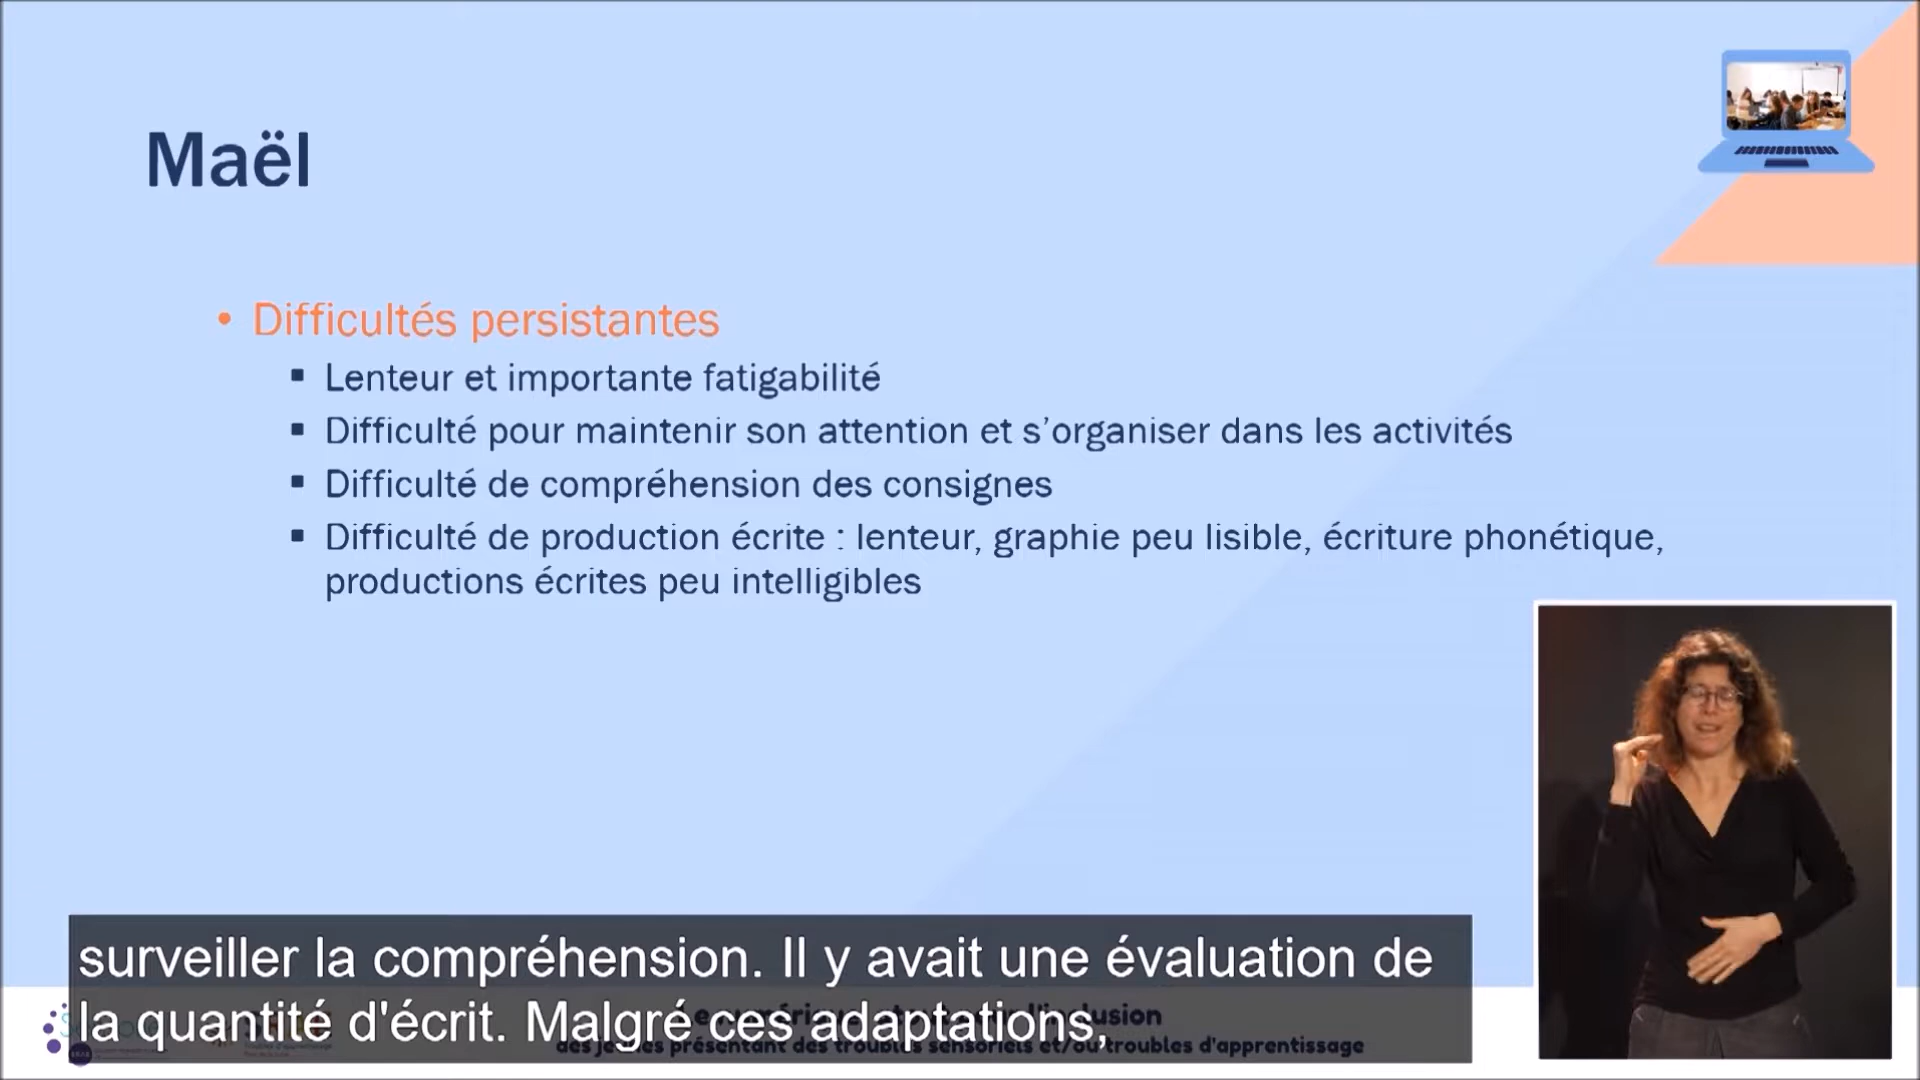 Maël
• Difficultés persistantes
▪ Lenteur et importante fatigabilité
▪ Difficulté pour maintenir son attention et s’organiser dans les activités
▪ Difficulté de compréhension des consignes
▪ Difficulté de production écrite : lenteur, graphie peu lisible, écriture phonétique,
productions écrites peu intelligibles
surveiller la compréhension. Il y avait une évaluation de
la quantité d'écrit. Malgré ces adaptations,
l'inclusion
des jeunes présentant des troubles sensoriels et/ou troubles d'apprentissage